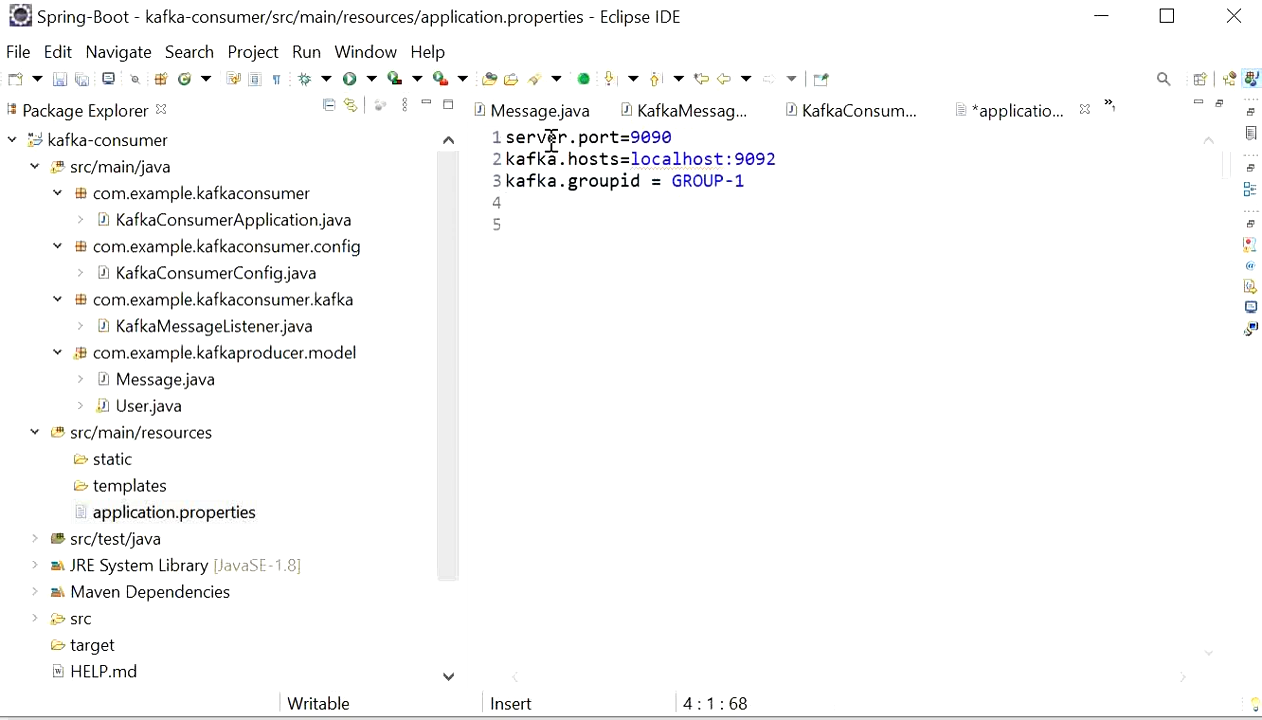 Spring-Boot - kafka-consumer/src/main/resources/application.properties - Eclipse IDE
File Edit Navigate Search Project Run Window Help
Package Explorer
Message.java KafkaMessag... KafkaConsum... *applicatio... »1
kafka-consumer
src/main/java
com.example.kafkaconsumer
KafkaConsumerApplication.java
com.example.kafkaconsumer.config
KafkaConsumerConfig.java
com.example.kafkaconsumer.kafka
KafkaMessageListener.java
com.example.kafkaproducer.model
Message.java
User.java
src/main/resources
static
templates
application.properties
src/test/java
JRE System Library [JavaSE-1.8]
Maven Dependencies
src
target
HELP.md
1 server.port=9090
2 kafka.hosts=localhost:9092
3 kafka.groupid = GROUP-1
4
5
Writable Insert 4 : 1 : 68